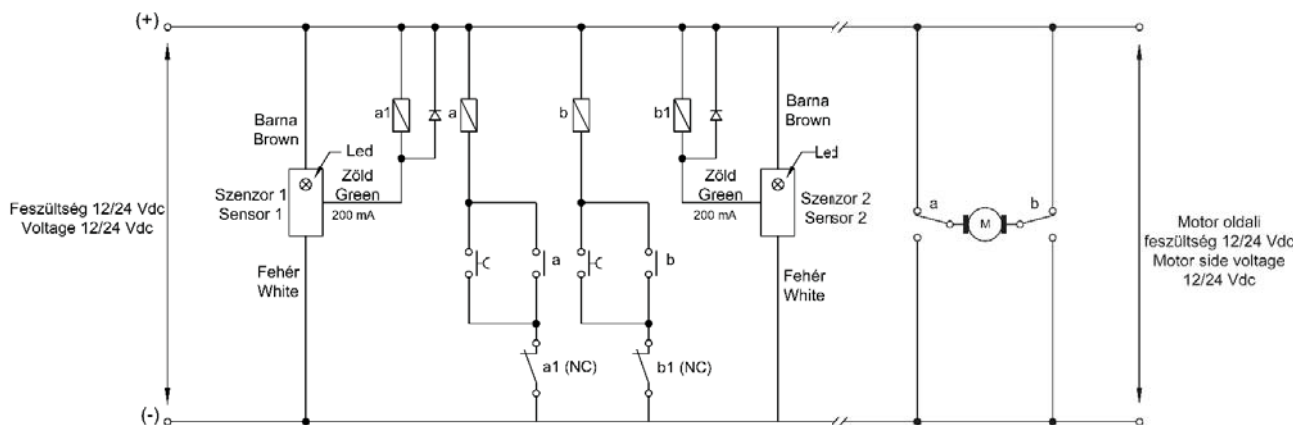 (+)
Feszültség 12/24 Vdc
Voltage 12/24 Vdc
(-)
Barna
Brown
Led
Szenzor 1
Sensor 1
Zöld
Green
200 mA
Fehér
White
a1
a
a
a1 (NC)
b
b
b1 (NC)
b1
Zöld
Green
200 mA
Barna
Brown
Led
Szenzor 2
Sensor 2
Fehér
White
a
M
b
Motor oldali
feszültség 12/24 Vdc
Motor side voltage
12/24 Vdc